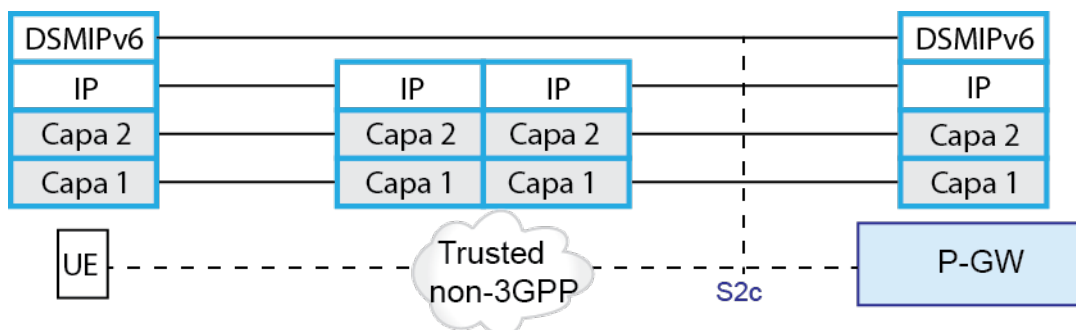 DSMIPv6 DSMIPv6
IP IP IP IP
Capa 2 Capa 2 Capa 2 Capa 2
Capa 1 Capa 1 Capa 1 Capa 1
UE
Trusted
non-3GPP
S2c
P-GW